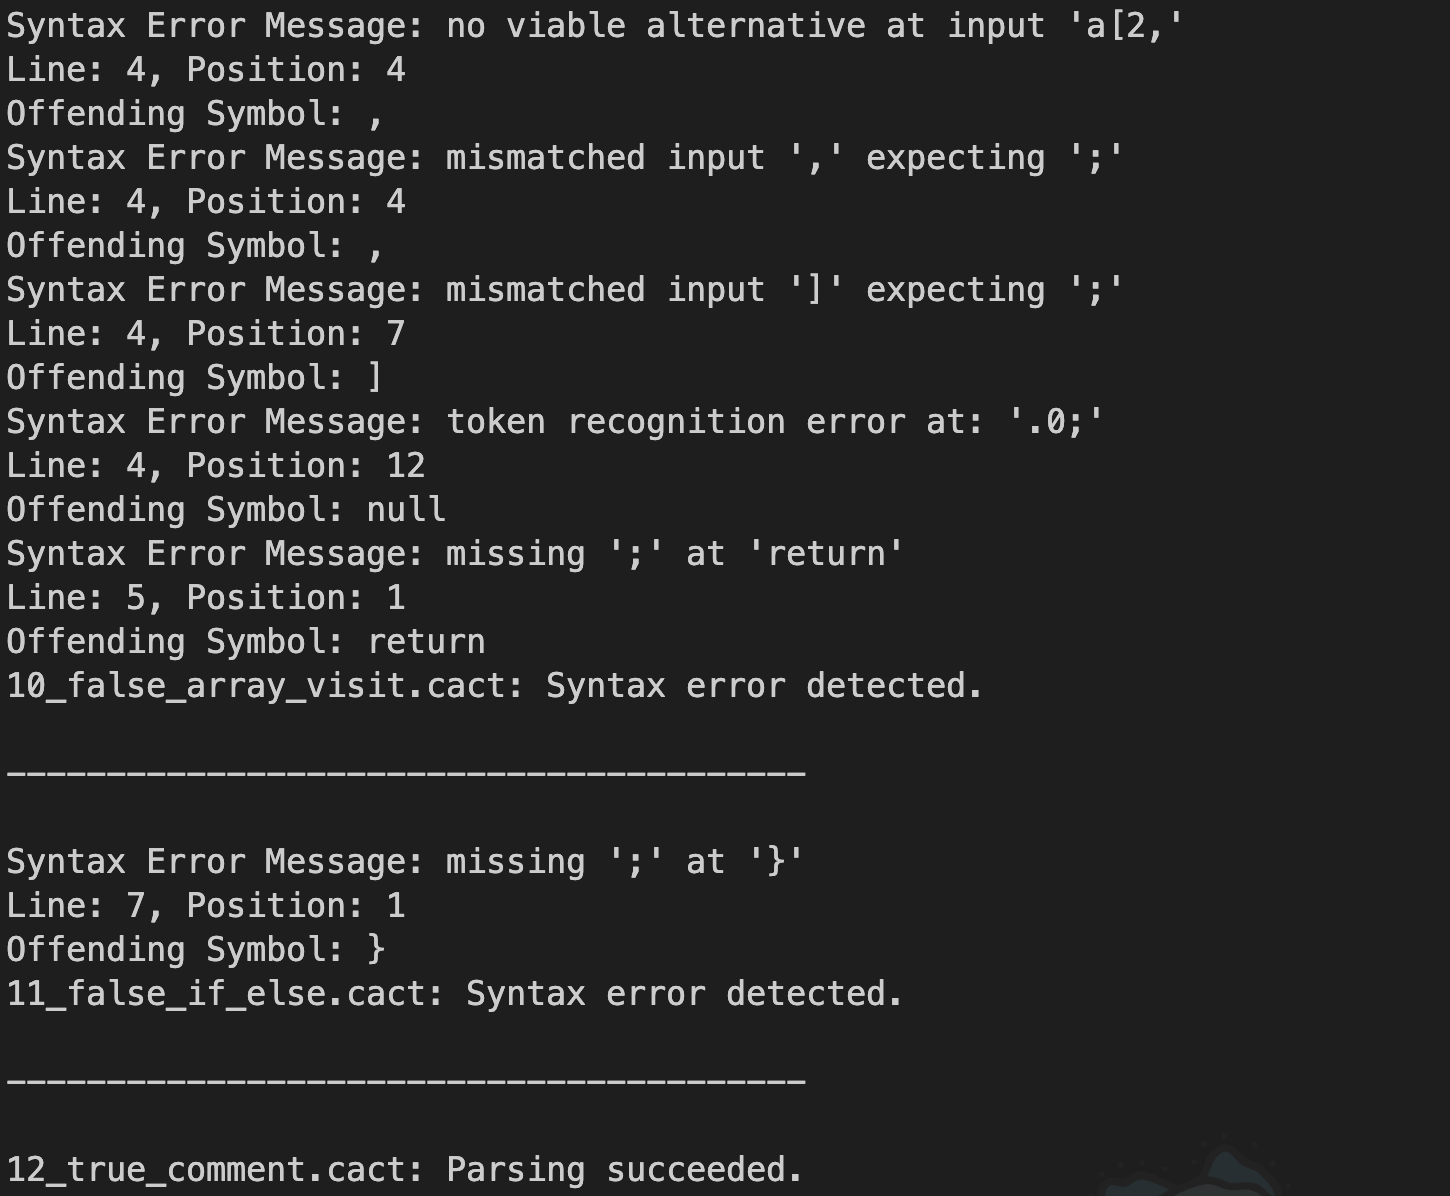 Syntax Error Message: no viable alternative at input 'a[2,'
Line: 4, Position: 4
Offending Symbol: ,
Syntax Error Message: mismatched input ',' expecting ';'
Line: 4, Position: 4
Offending Symbol: ,
Syntax Error Message: mismatched input ']' expecting ';'
Line: 4, Position: 7
Offending Symbol: ]
Syntax Error Message: token recognition error at: '.0;'
Line: 4, Position: 12
Offending Symbol: null
Syntax Error Message: missing ';' at 'return'
Line: 5, Position: 1
Offending Symbol: return
10_false_array_visit.cact: Syntax error detected.
----------------------------------------
Syntax Error Message: missing ';' at '}'
Line: 7, Position: 1
Offending Symbol: }
11_false_if_else.cact: Syntax error detected.
----------------------------------------
12_true_comment.cact: Parsing succeeded.